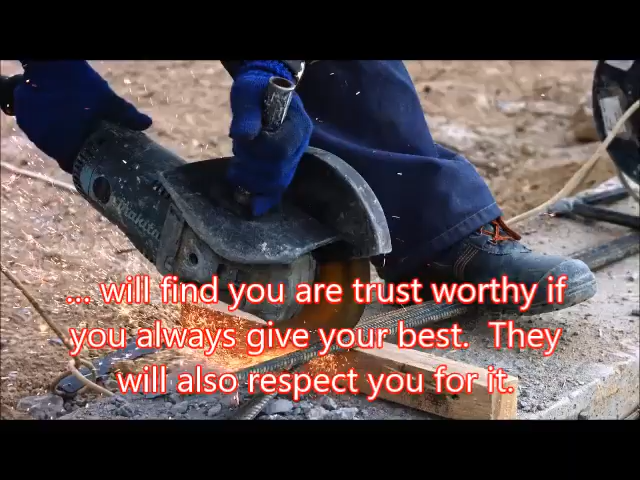 makita
... will find you are trust worthy if
you always give your best.  They
will also respect you for it.